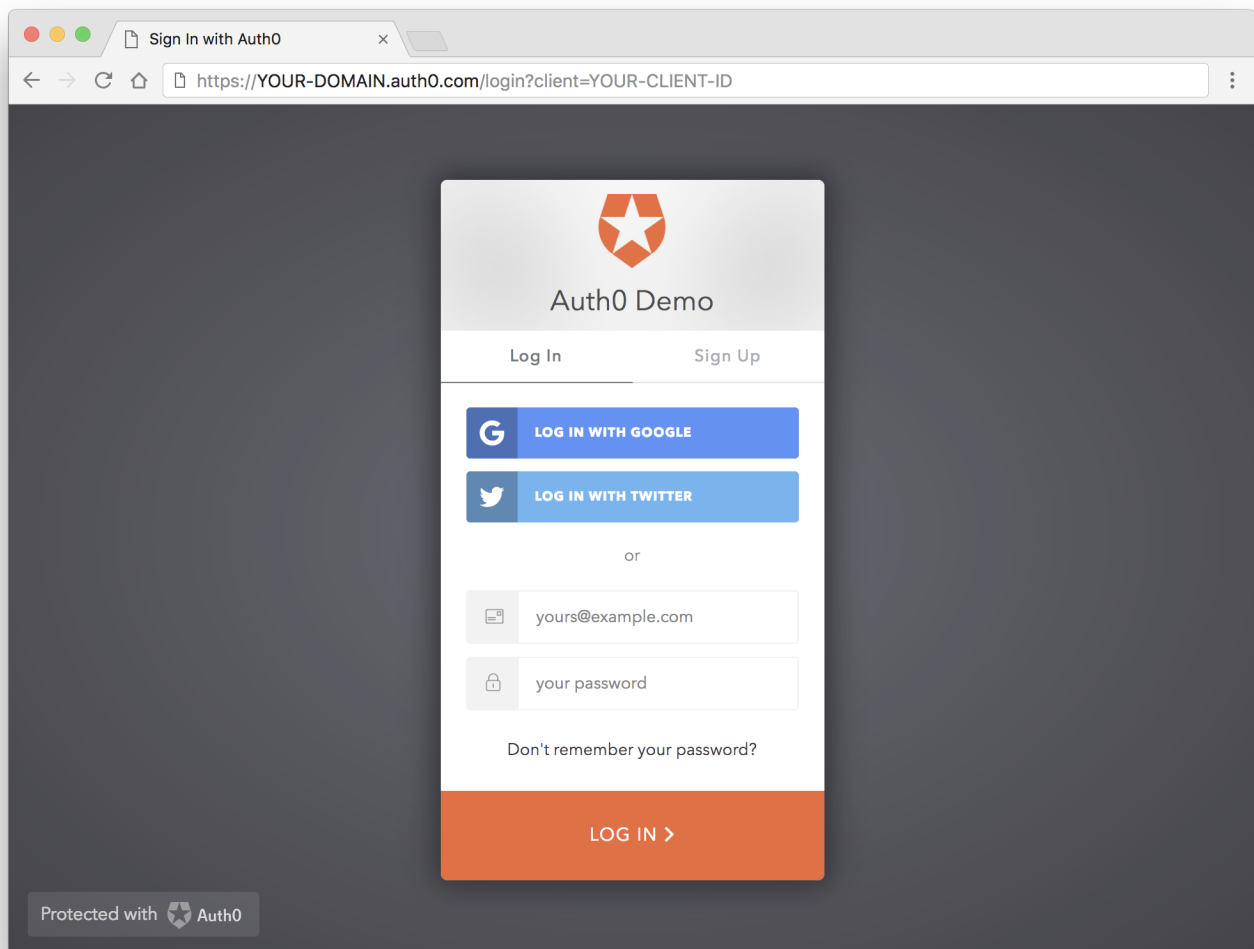 Sign In with Auth0
https://YOUR-DOMAIN.auth0.com/login?client=YOUR-CLIENT-ID
Auth0 Demo
Log In
Sign Up
LOG IN WITH GOOGLE
LOG IN WITH TWITTER
or
yours@example.com
your password
Don't remember your password?
LOG IN
Protected with Auth0